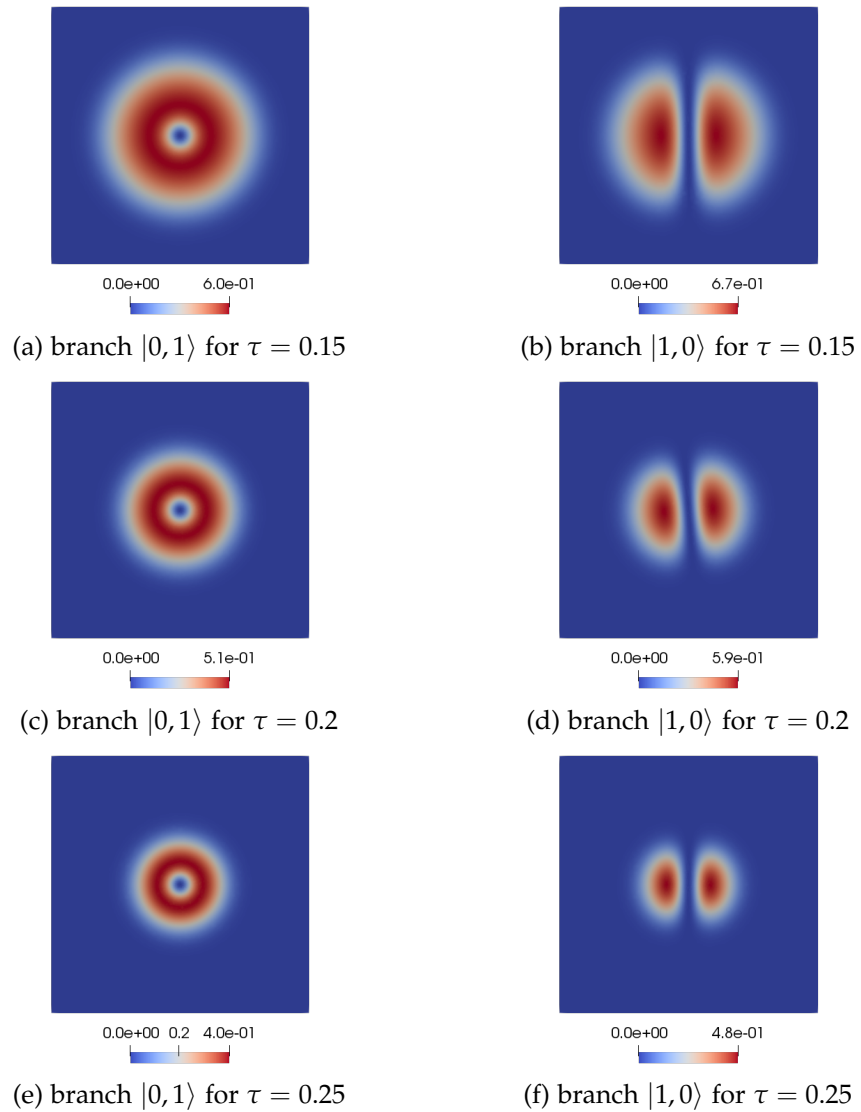 0.0e+00 6.0e-01
0.0e+00 6.7e-01
(a) branch |0, 1⟩ for τ = 0.15
(b) branch |1, 0⟩ for τ = 0.15
0.0e+00 5.1e-01
0.0e+00 5.9e-01
(c) branch |0, 1⟩ for τ = 0.2
(d) branch |1, 0⟩ for τ = 0.2
0.0e+00 0.2 4.0e-01
0.0e+00 4.8e-01
(e) branch |0, 1⟩ for τ = 0.25
(f) branch |1, 0⟩ for τ = 0.25